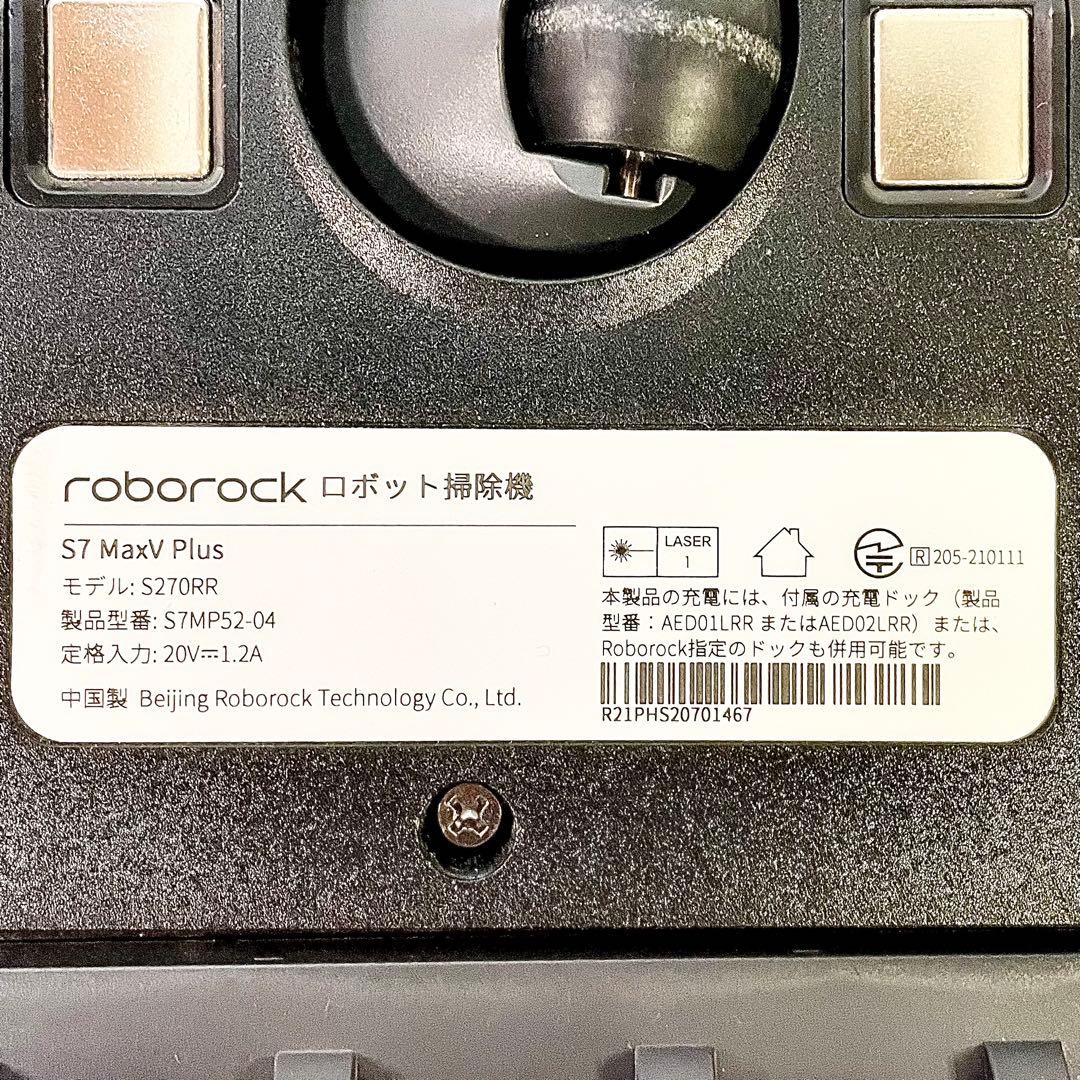 roborock ロボット掃除機
S7 MaxV Plus
モデル: S270RR
製品型番: S7MP52-04
定格入力: 20V⎓1.2A
中国製 Beijing Roborock Technology Co., Ltd.
LASER
1
R 205-210111
本製品の充電には、付属の充電ドック（製品
型番：AED01LRR またはAED02LRR）または、
Roborock指定のドックも併用可能です。
R21PHS20701467